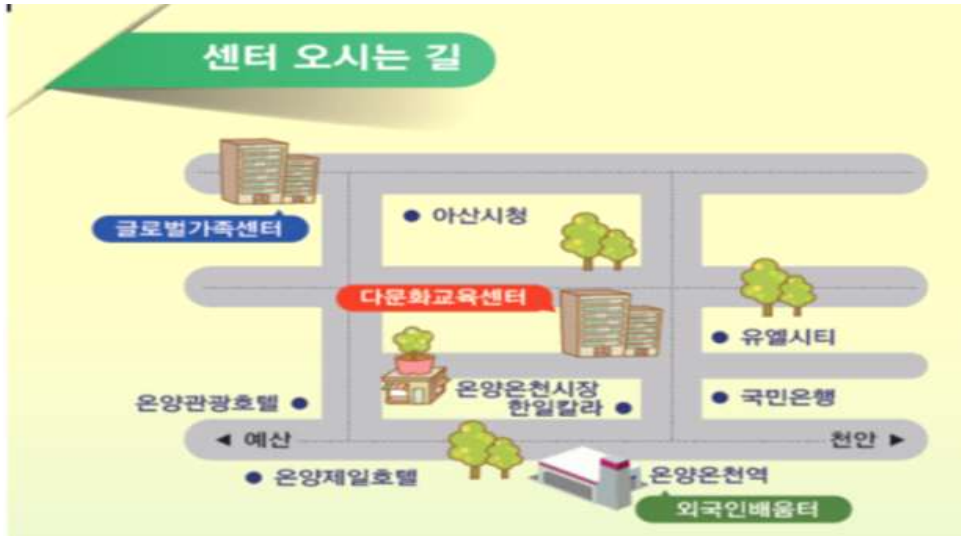 센터 오시는 길
글로벌가족센터
아산시청
다문화교육센터
유엘시티
온양온천시장
한일칼라
온양관광호텔
국민은행
◀ 예산
천안 ▶
온양제일호텔
온양온천역
외국인배움터